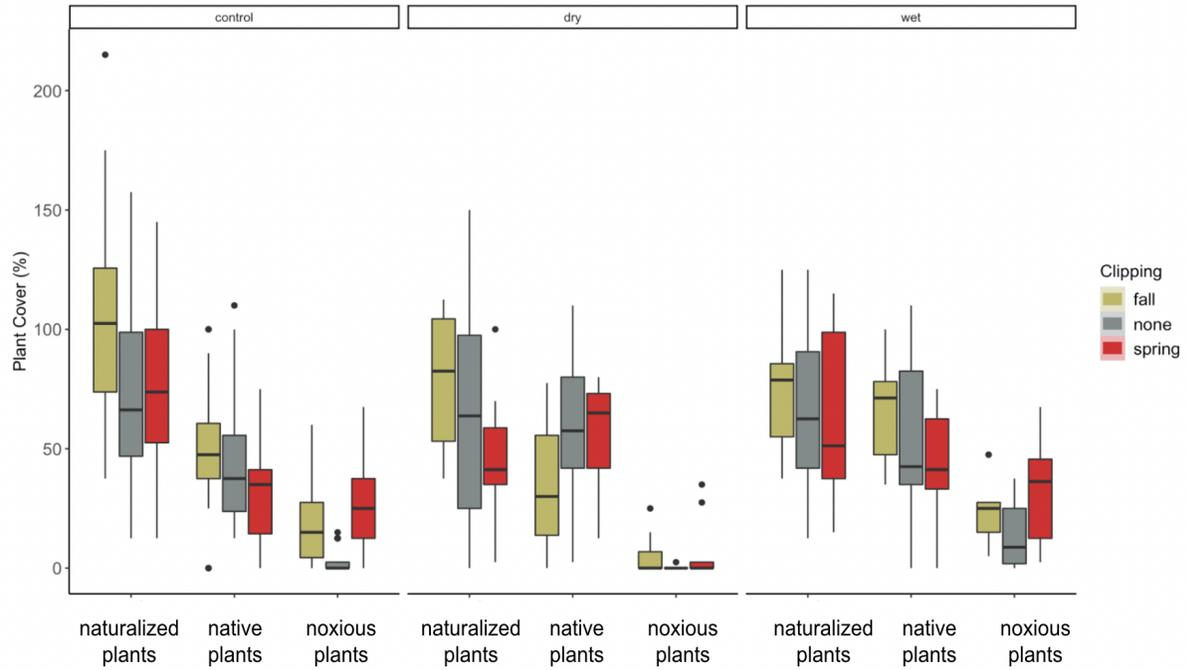 control
dry
wet
200
150
100
50
0
Plant Cover (%)
Clipping
fall
none
spring
naturalized
plants
native
plants
noxious
plants
naturalized
plants
native
plants
noxious
plants
naturalized
plants
native
plants
noxious
plants